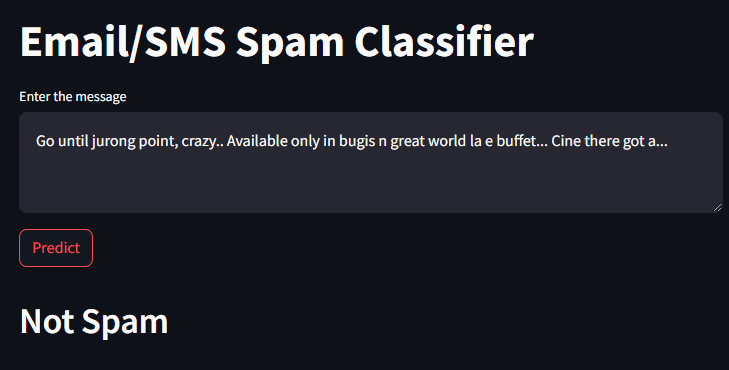 Email/SMS Spam Classifier
Enter the message
Go until jurong point, crazy.. Available only in bugis n great world la e buffet... Cine there got a...
Predict
Not Spam